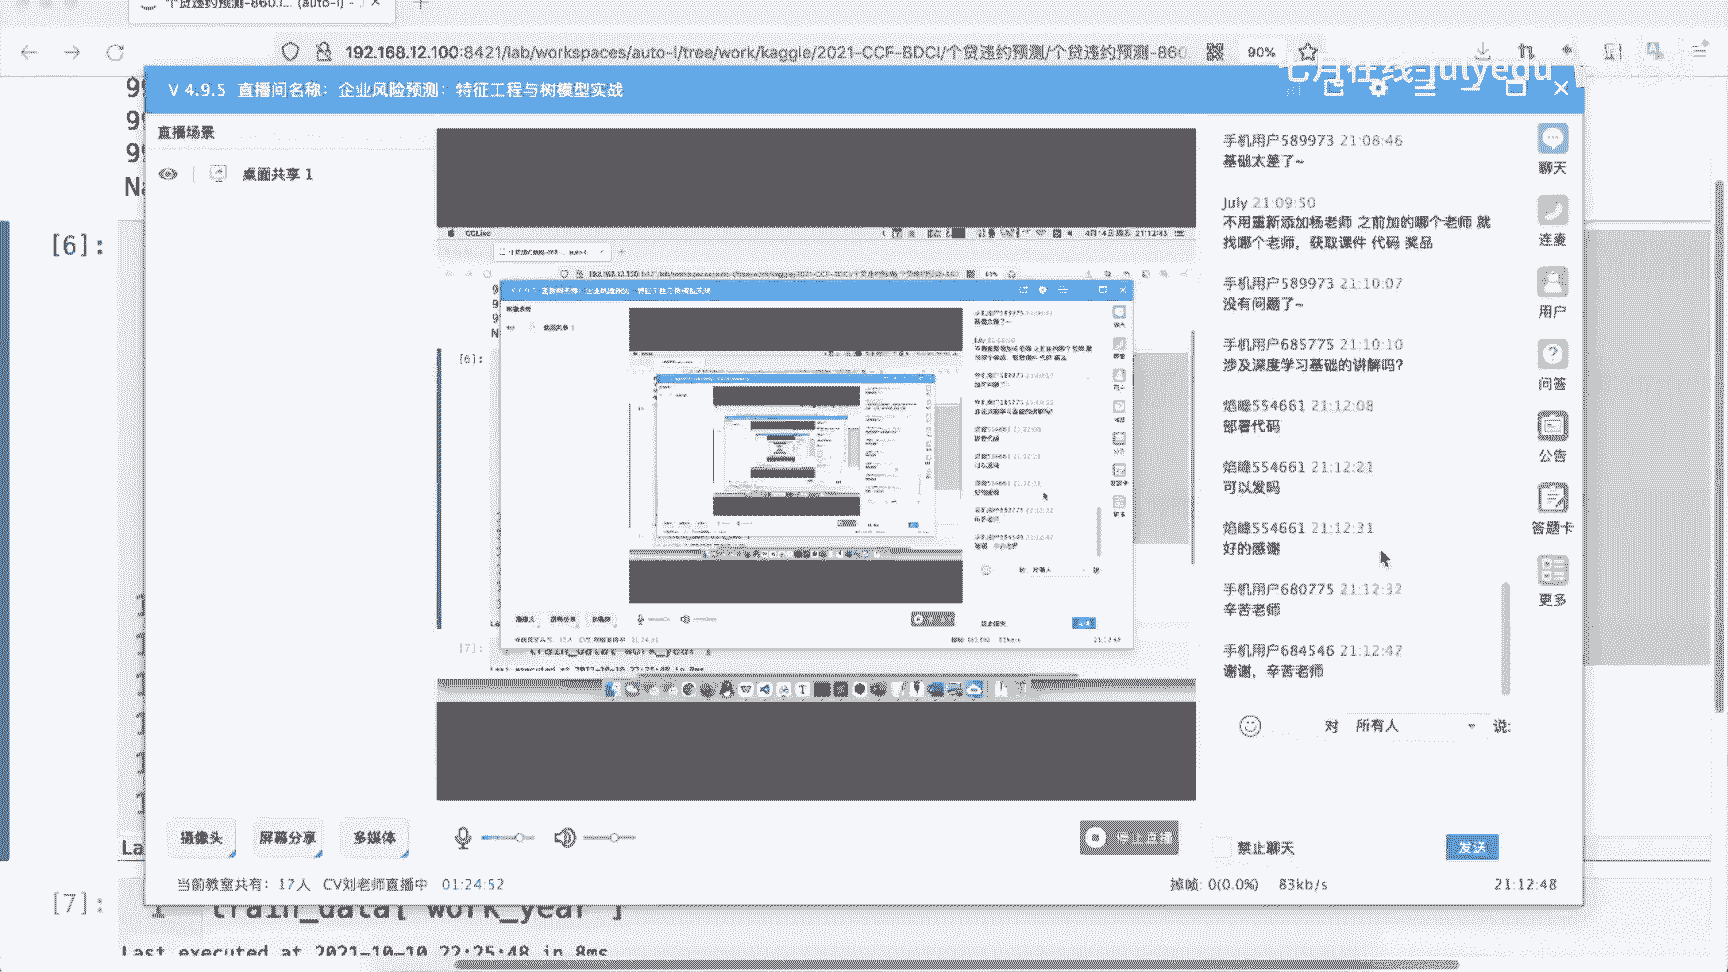 个贷违约预测-860.i... (auto-l) -
192.168.12.100:8421/lab/workspaces/auto-l/tree/work/kaggle/2021-CCF-BDCI/个贷违约预测/个贷违约预测-860
90%
七月在线-julyedu
V 4.9.5 直播间名称：企业风险预测：特征工程与树模型实战
直播场景
桌面共享 1
[6]:
手机用户589973 21:08:46
基础太差了~
July 21:09:50
不用重新添加杨老师 之前加的哪个老师 就
找哪个老师，获取课件 代码 奖品
手机用户589973 21:10:07
没有问题了~
手机用户685775 21:10:10
涉及深度学习基础的讲解吗？
焰峰554661 21:12:08
部署代码
焰峰554661 21:12:21
可以发吗
焰峰554661 21:12:31
好的感谢
手机用户680775 21:12:32
辛苦老师
手机用户684546 21:12:47
谢谢，辛苦老师
聊天
连麦
用户
问答
公告
答题卡
更多
对 所有人 说:
摄像头 屏幕分享 多媒体
停止直播
禁止聊天
发送
当前教室共有：17人 CV刘老师直播中 01:24:52
掉帧: 0(0.0%) 83kb/s
21:12:48
[7]: 1 train_data['work_year']
Last executed at 2021-10-10 22:25:48 in 8ms